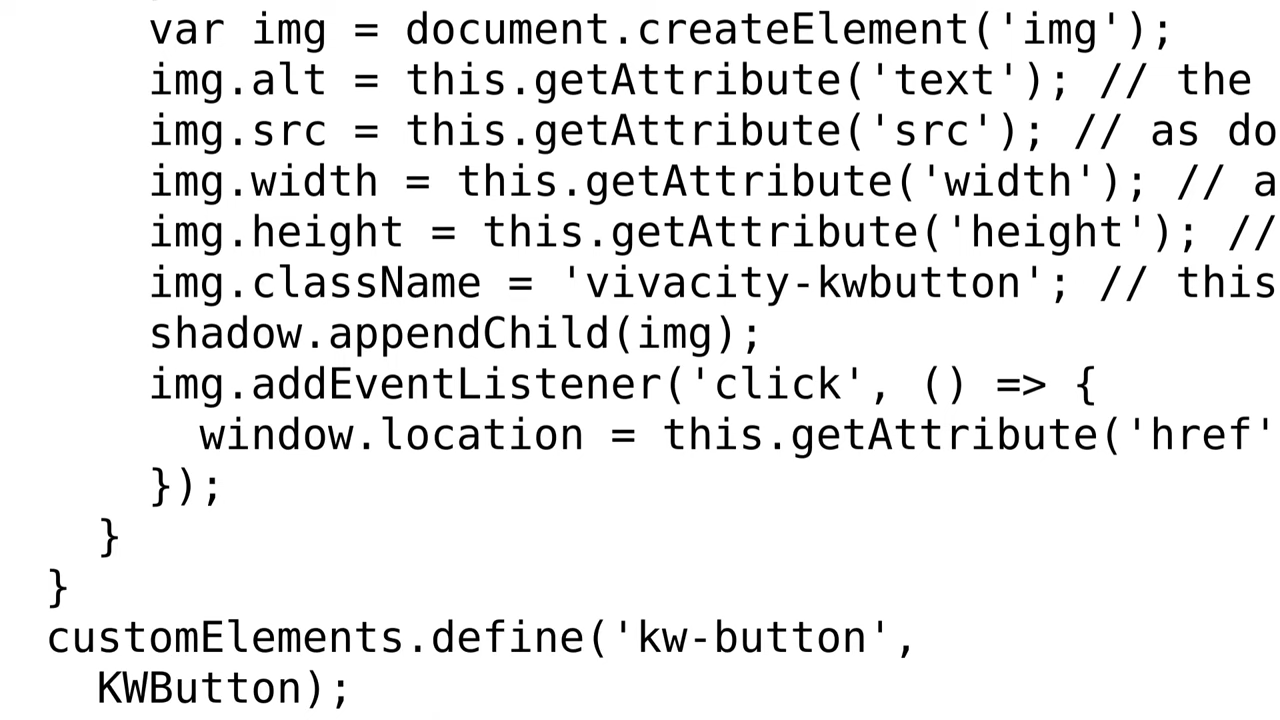 var img = document.createElement('img');
img.alt = this.getAttribute('text'); // the
img.src = this.getAttribute('src'); // as do
img.width = this.getAttribute('width'); // a
img.height = this.getAttribute('height'); //
img.className = 'vivacity-kwbutton'; // this
shadow.appendChild(img);
img.addEventListener('click', () => {
window.location = this.getAttribute('href'
});
}
}
customElements.define('kw-button',
KWButton);